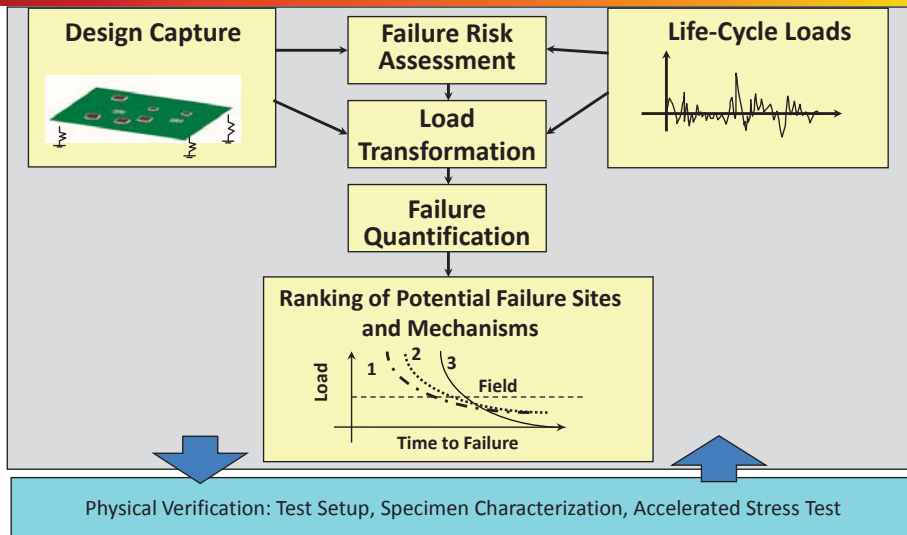 Design Capture
Failure Risk
Assessment
Life-Cycle Loads
Load
Transformation
Failure
Quantification
Ranking of Potential Failure Sites
and Mechanisms
1
2
3
Field
Load
Time to Failure
Physical Verification: Test Setup, Specimen Characterization, Accelerated Stress Test